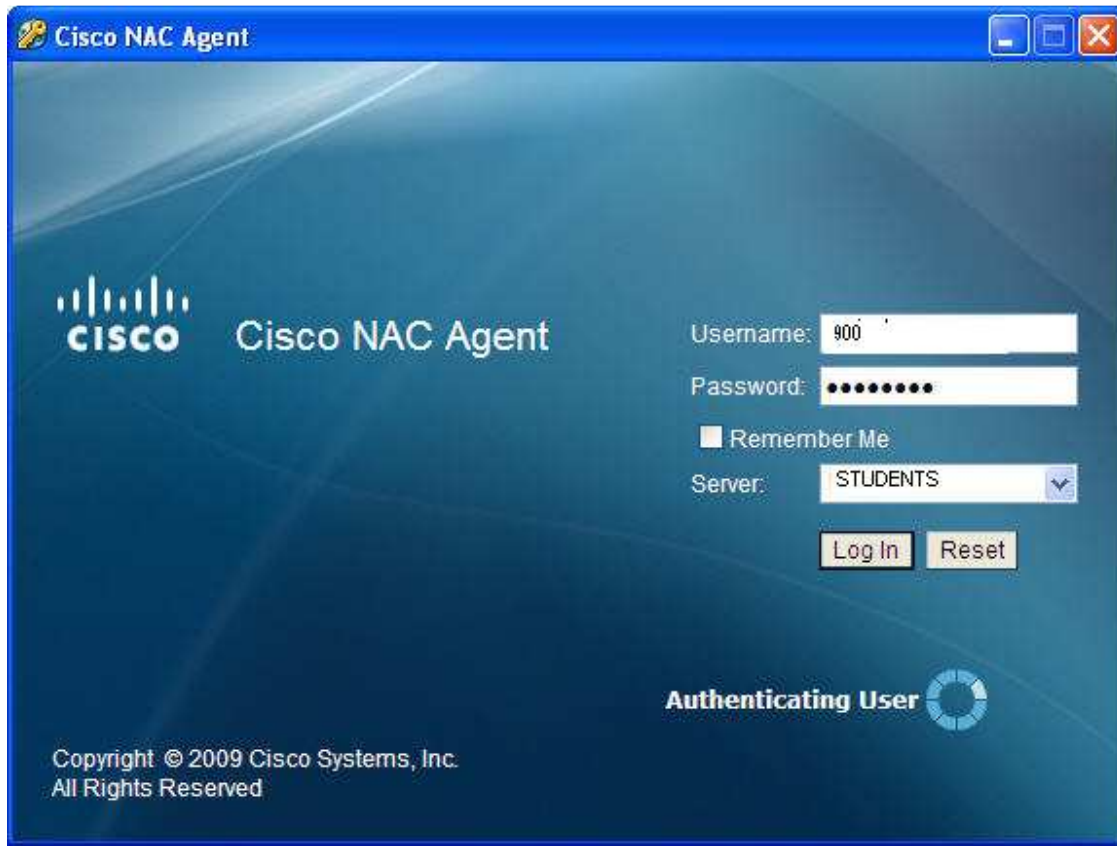 Cisco NAC Agent
CISCO
Cisco NAC Agent
Username: 900
Password: ••••••••
Remember Me
Server: STUDENTS
Log In Reset
Authenticating User
Copyright © 2009 Cisco Systems, Inc.
All Rights Reserved